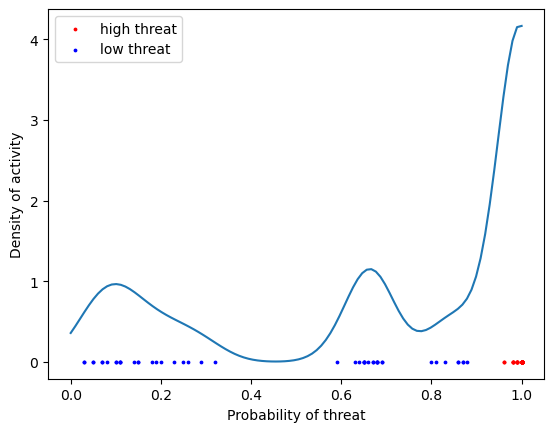 high threat
low threat
4
3
2
1
0
Density of activity
0.0 0.2 0.4 0.6 0.8 1.0
Probability of threat